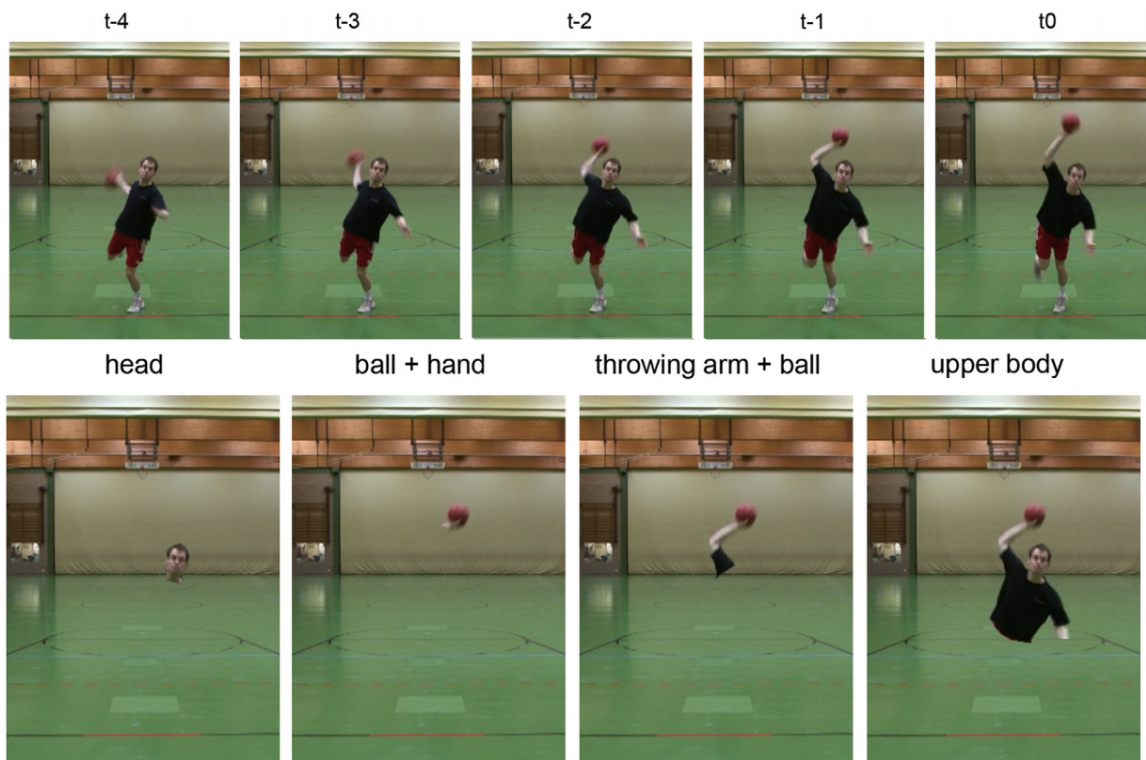 t-4 t-3 t-2 t-1 t0
head ball + hand throwing arm + ball upper body